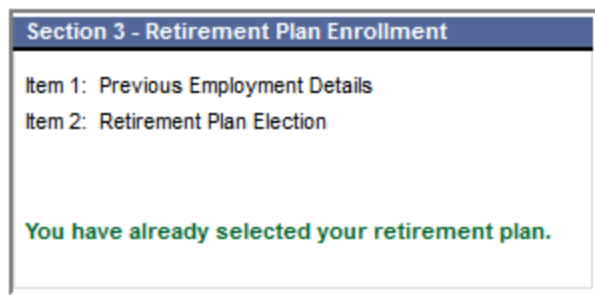 Section 3 - Retirement Plan Enrollment
Item 1: Previous Employment Details
Item 2: Retirement Plan Election
You have already selected your retirement plan.